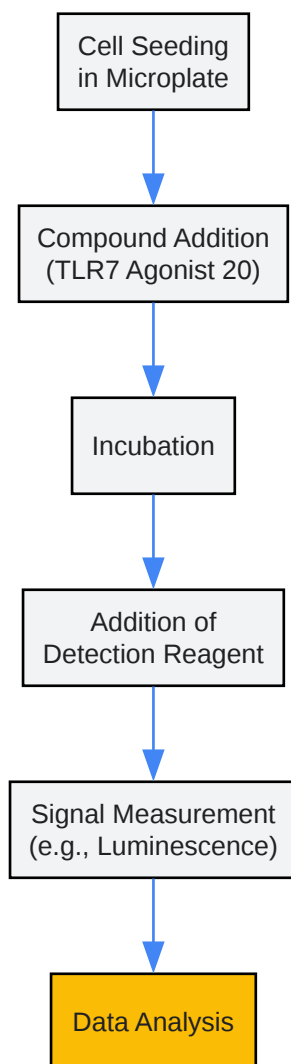 Cell Seeding
in Microplate
Compound Addition
(TLR7 Agonist 20)
Incubation
Addition of
Detection Reagent
Signal Measurement
(e.g., Luminescence)
Data Analysis